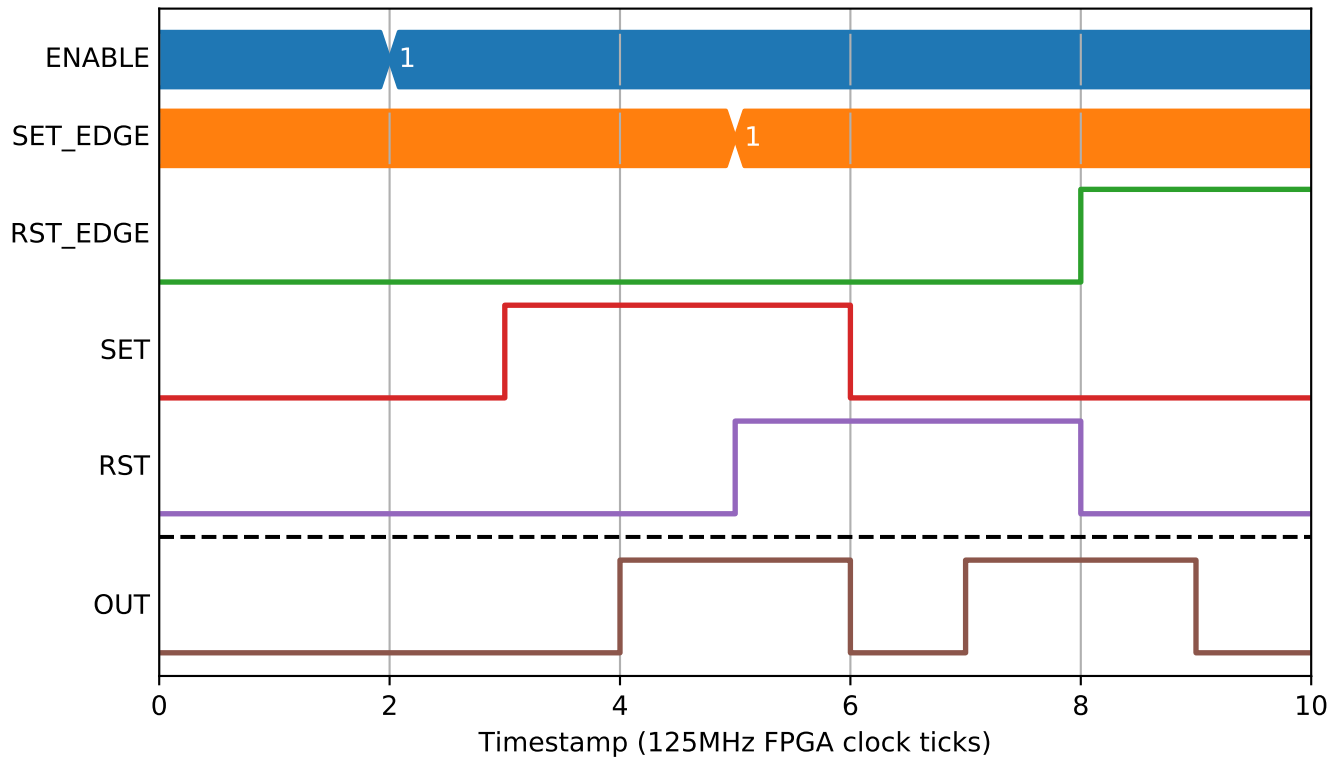 ENABLE
1
SET_EDGE
1
RST_EDGE
SET
RST
OUT
0 2 4 6 8 10
Timestamp (125MHz FPGA clock ticks)